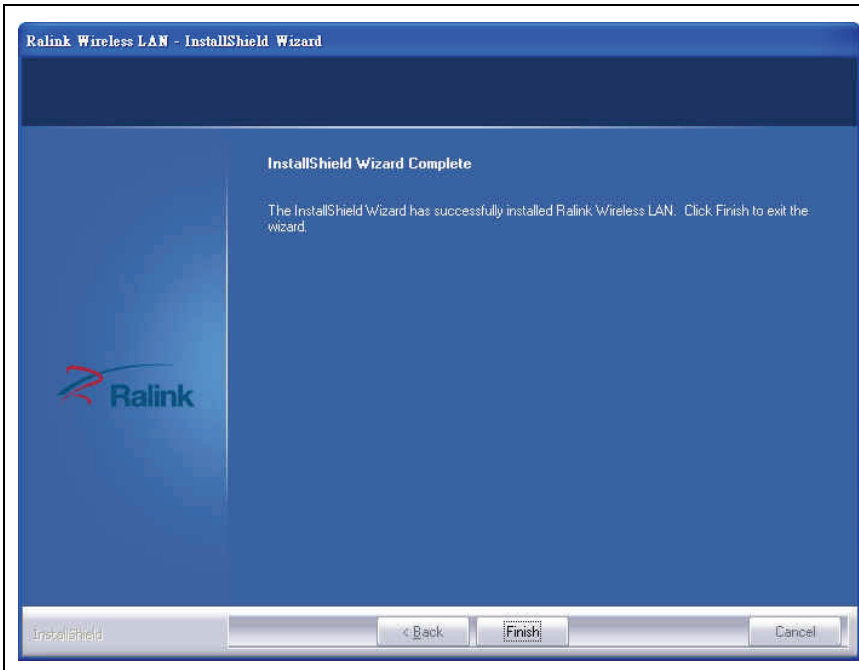 Ralink Wireless LAN - InstallShield Wizard
InstallShield Wizard Complete
The InstallShield Wizard has successfully installed Ralink Wireless LAN. Click Finish to exit the
wizard.
Ralink
InstallShield
< Back
Finish
Cancel